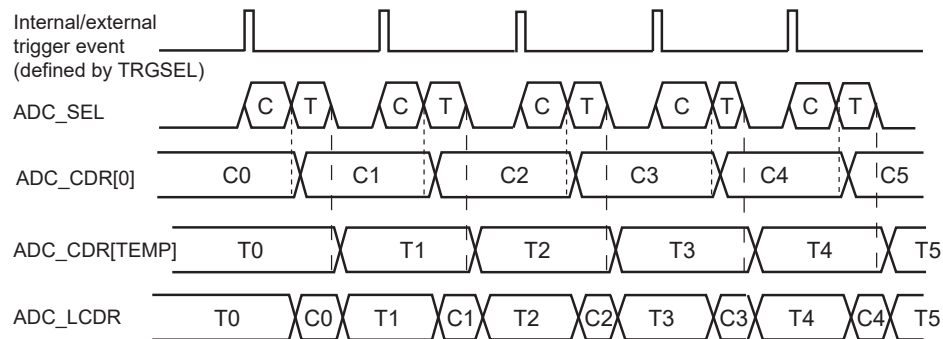 Internal/external
trigger event
(defined by TRGSEL)
ADC_SEL C T C T C T C T C T
ADC_CDR[0] C0 C1 C2 C3 C4 C5
ADC_CDR[TEMP] T0 T1 T2 T3 T4 T5
ADC_LCDR T0 C0 T1 C1 T2 C2 T3 C3 T4 C4 T5